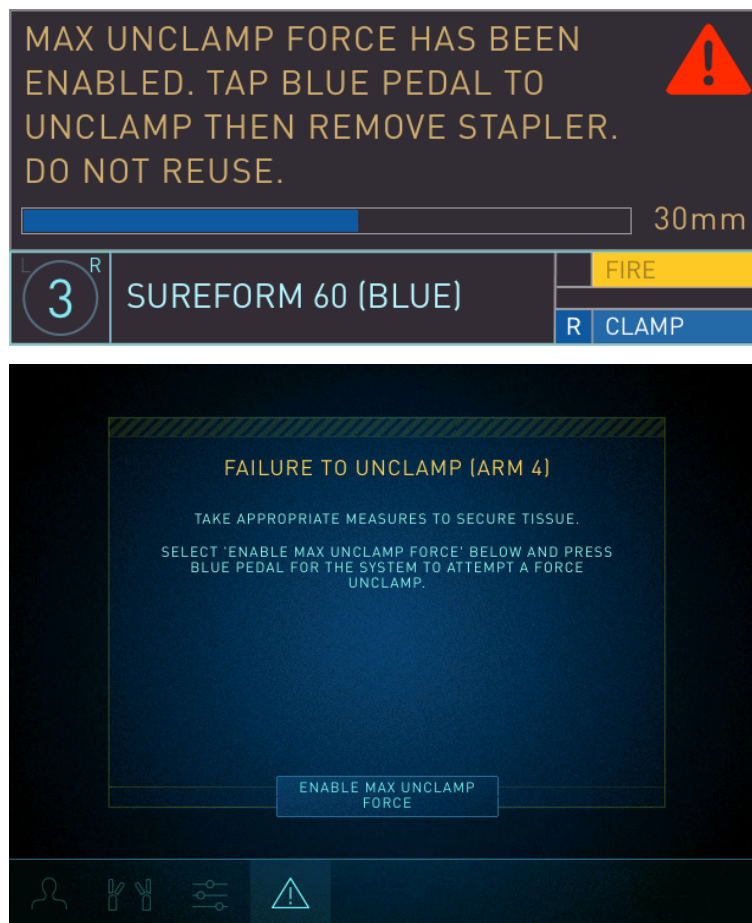 MAX UNCLAMP FORCE HAS BEEN
ENABLED. TAP BLUE PEDAL TO
UNCLAMP THEN REMOVE STAPLER.
DO NOT REUSE.
30mm
L R
3
SUREFORM 60 (BLUE)
FIRE
R CLAMP
FAILURE TO UNCLAMP (ARM 4)
TAKE APPROPRIATE MEASURES TO SECURE TISSUE.
SELECT 'ENABLE MAX UNCLAMP FORCE' BELOW AND PRESS
BLUE PEDAL FOR THE SYSTEM TO ATTEMPT A FORCE
UNCLAMP.
ENABLE MAX UNCLAMP
FORCE